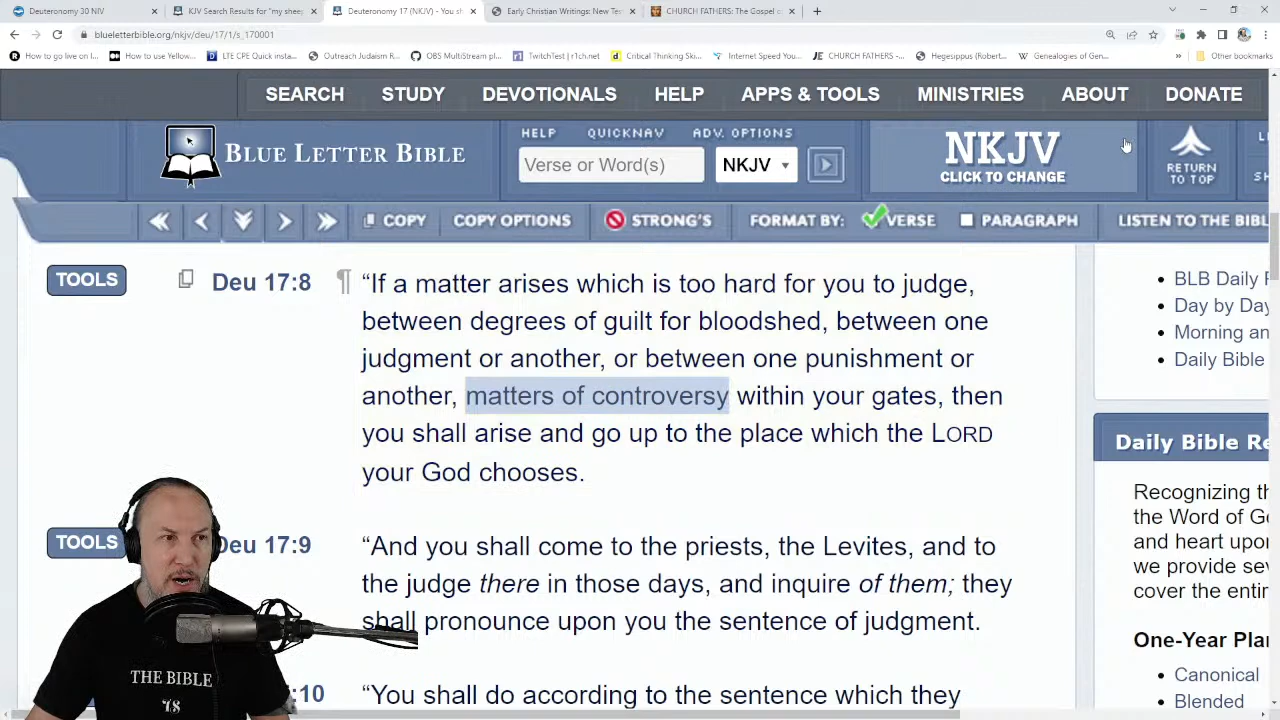 Deuteronomy 30 NIV
KJV Search Results for "my shee
Deuteronomy 17 (NKJV) - You sh
Early Christian Writings: New Te
CHURCH FATHERS: The Gospel o
blueletterbible.org/nkjv/deu/17/1/s_170001
How to go live on I...
How to use Yellow...
LTE CPE Quick insta...
Outreach Judaism R...
OBS MultiStream pl...
TwitchTest | r1ch.net
Critical Thinking Ski...
Internet Speed You...
CHURCH FATHERS:...
Hegesippus (Robert...
Genealogies of Gen...
Other bookmarks
SEARCH STUDY DEVOTIONALS HELP APPS & TOOLS MINISTRIES ABOUT DONATE
BLUE LETTER BIBLE
HELP QUICKNAV ADV. OPTIONS
Verse or Word(s) NKJV
NKJV
CLICK TO CHANGE
RETURN
TO TOP
COPY COPY OPTIONS STRONG'S FORMAT BY: VERSE PARAGRAPH LISTEN TO THE BIBL
TOOLS Deu 17:8 ¶ “If a matter arises which is too hard for you to judge,
between degrees of guilt for bloodshed, between one
judgment or another, or between one punishment or
another, matters of controversy within your gates, then
you shall arise and go up to the place which the LORD
your God chooses.
TOOLS Deu 17:9 “And you shall come to the priests, the Levites, and to
the judge there in those days, and inquire of them; they
shall pronounce upon you the sentence of judgment.
:10 “You shall do according to the sentence which they
BLB Daily
Day by Day
Morning an
Daily Bible
Daily Bible Re
Recognizing th
the Word of Go
and heart upo
we provide sev
cover the entir
One-Year Pla
Canonical
Blended
THE BIBLE